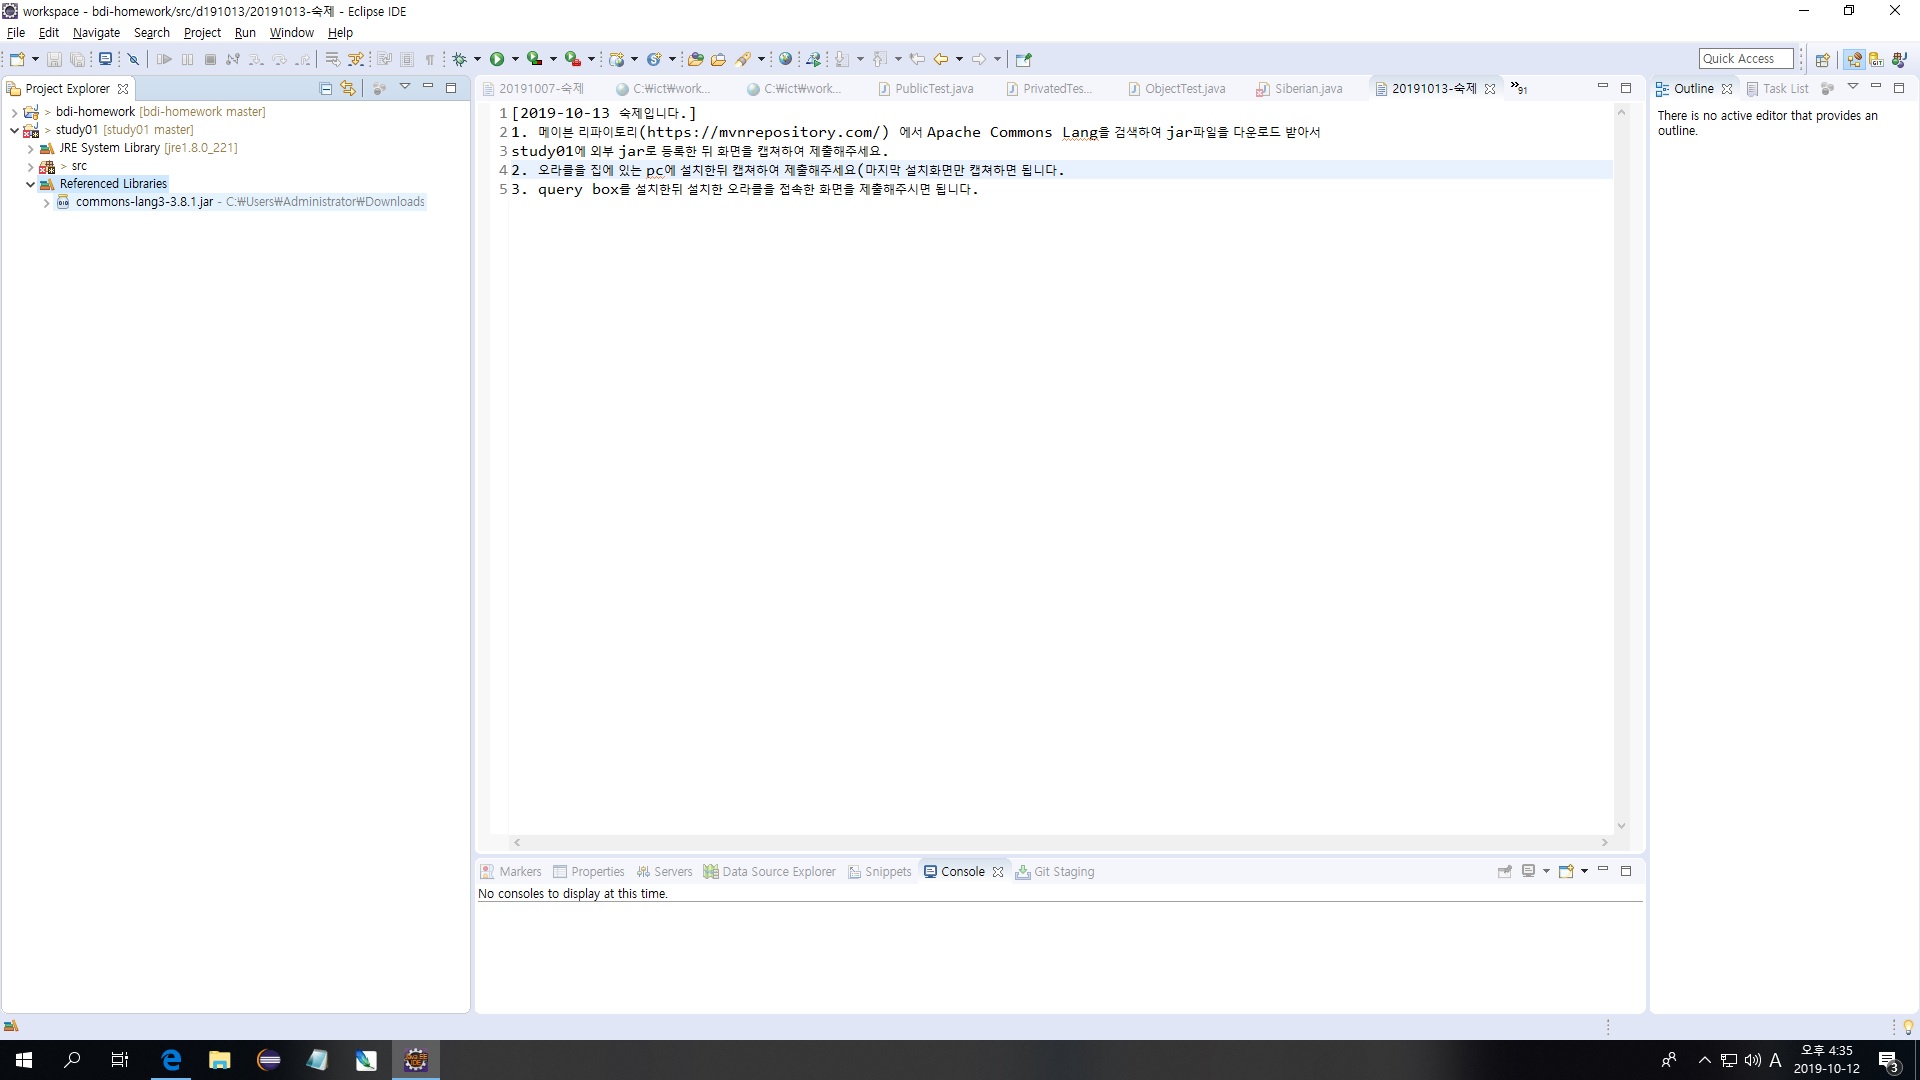 workspace - bdi-homework/src/d191013/20191013-숙제 - Eclipse IDE
File Edit Navigate Search Project Run Window Help
Quick Access
Project Explorer
20191007-숙제
C:₩ict₩work...
C:₩ict₩work...
PublicTest.java
PrivatedTes...
ObjectTest.java
Siberian.java
20191013-숙제
»91
Outline
Task List
> bdi-homework [bdi-homework master]
> study01 [study01 master]
JRE System Library [jre1.8.0_221]
> src
Referenced Libraries
commons-lang3-3.8.1.jar - C:₩Users₩Administrator₩Downloads
1 [2019-10-13 숙제입니다.]
2 1. 메이븐 리파이토리(https://mvnrepository.com/) 에서 Apache Commons Lang을 검색하여 jar파일을 다운로드 받아서
3 study01에 외부 jar로 등록한 뒤 화면을 캡쳐하여 제출해주세요.
4 2. 오라클을 집에 있는 pc에 설치한뒤 캡쳐하여 제출해주세요(마지막 설치화면만 캡쳐하면 됩니다.
5 3. query box를 설치한뒤 설치한 오라클을 접속한 화면을 제출해주시면 됩니다.
There is no active editor that provides an
outline.
Markers
Properties
Servers
Data Source Explorer
Snippets
Console
Git Staging
No consoles to display at this time.
A
오후 4:35
2019-10-12
3